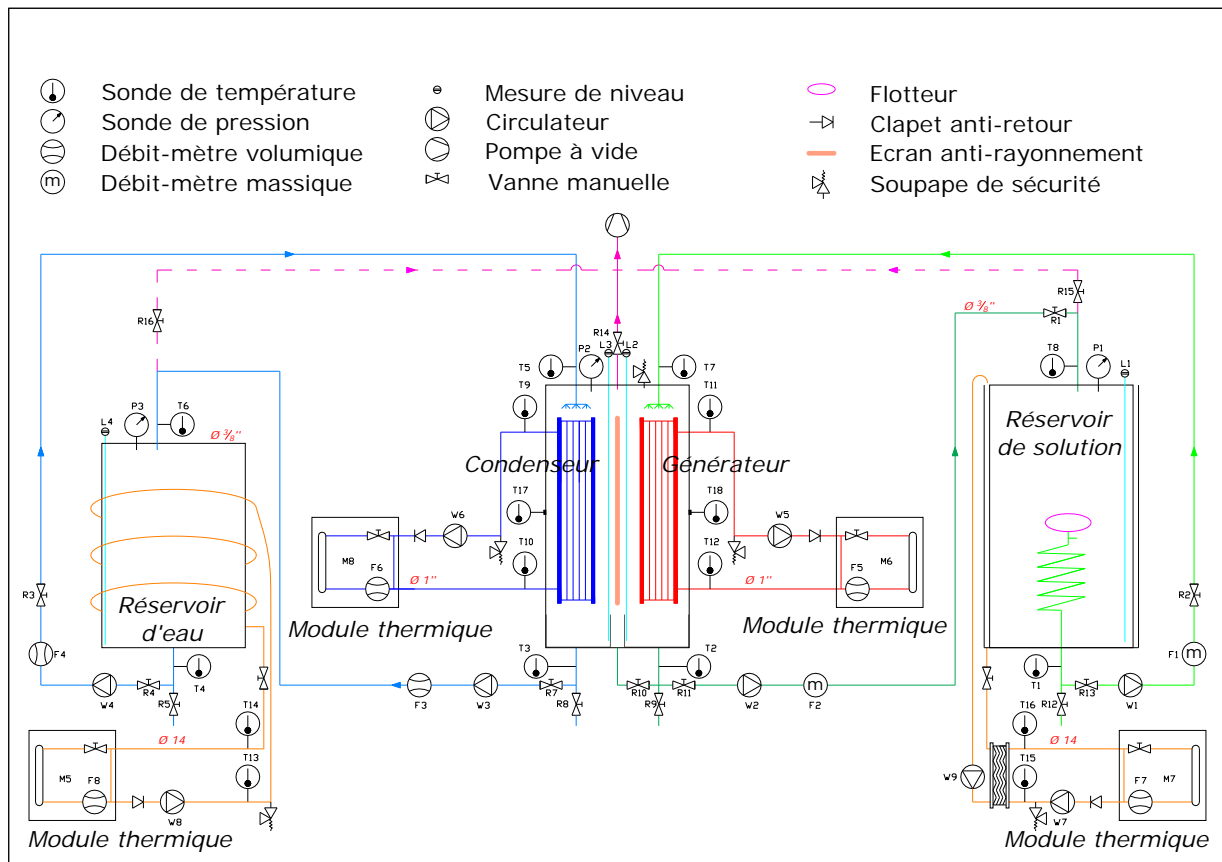 Sonde de température
Mesure de niveau
Flotteur
Sonde de pression
Circulateur
Clapet anti-retour
Débit-mètre volumique
Pompe à vide
Ecran anti-rayonnement
m Débit-mètre massique
Vanne manuelle
Soupape de sécurité
R16
R15
Ø 3/8"
R1
R14
P2 L3 L2
T5 T7
T8 P1 L1
T9 T11
P3 T6
L4
Ø 3/8"
Réservoir
de solution
Condenseur
Générateur
T17 T18
W6 W5
T10 T12
M8 F6
Ø 1"
Ø 1"
F5 M6
R3
R2
Réservoir
d'eau
Module thermique
Module thermique
F4
T3 T2
F1 m
W4 R4 T4
R5
F3 W3 R7
R8
R10 R9 R11
W2
m
F2
T1
R12 R13
W1
T14
Ø 14
T13
M5 F8
W8
Module thermique
T16
Ø 14
T15
W9
W7
F7 M7
Module thermique